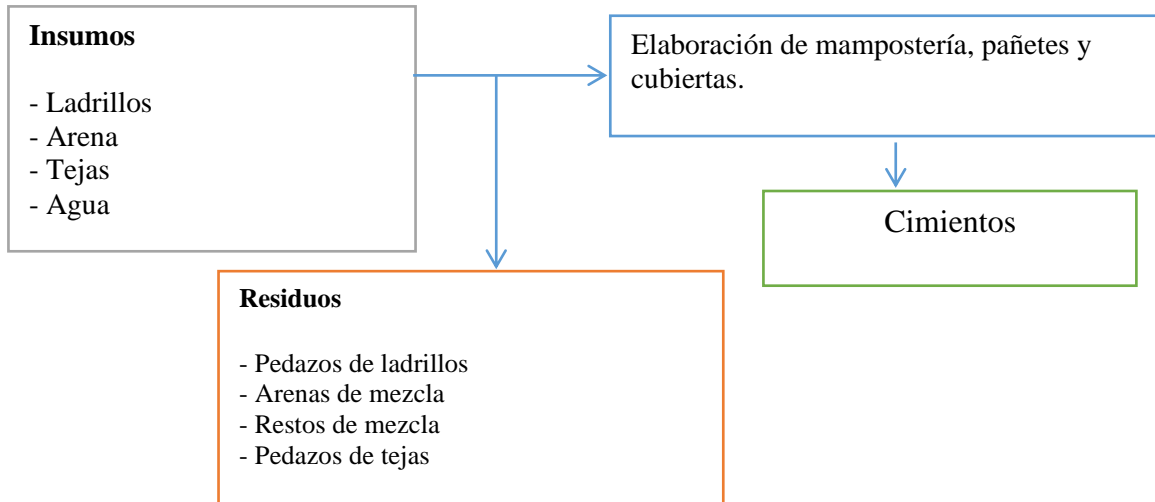 Insumos
- Ladrillos
- Arena
- Tejas
- Agua
Elaboración de mampostería, pañetes y
cubiertas.
Cimientos
Residuos
- Pedazos de ladrillos
- Arenas de mezcla
- Restos de mezcla
- Pedazos de tejas